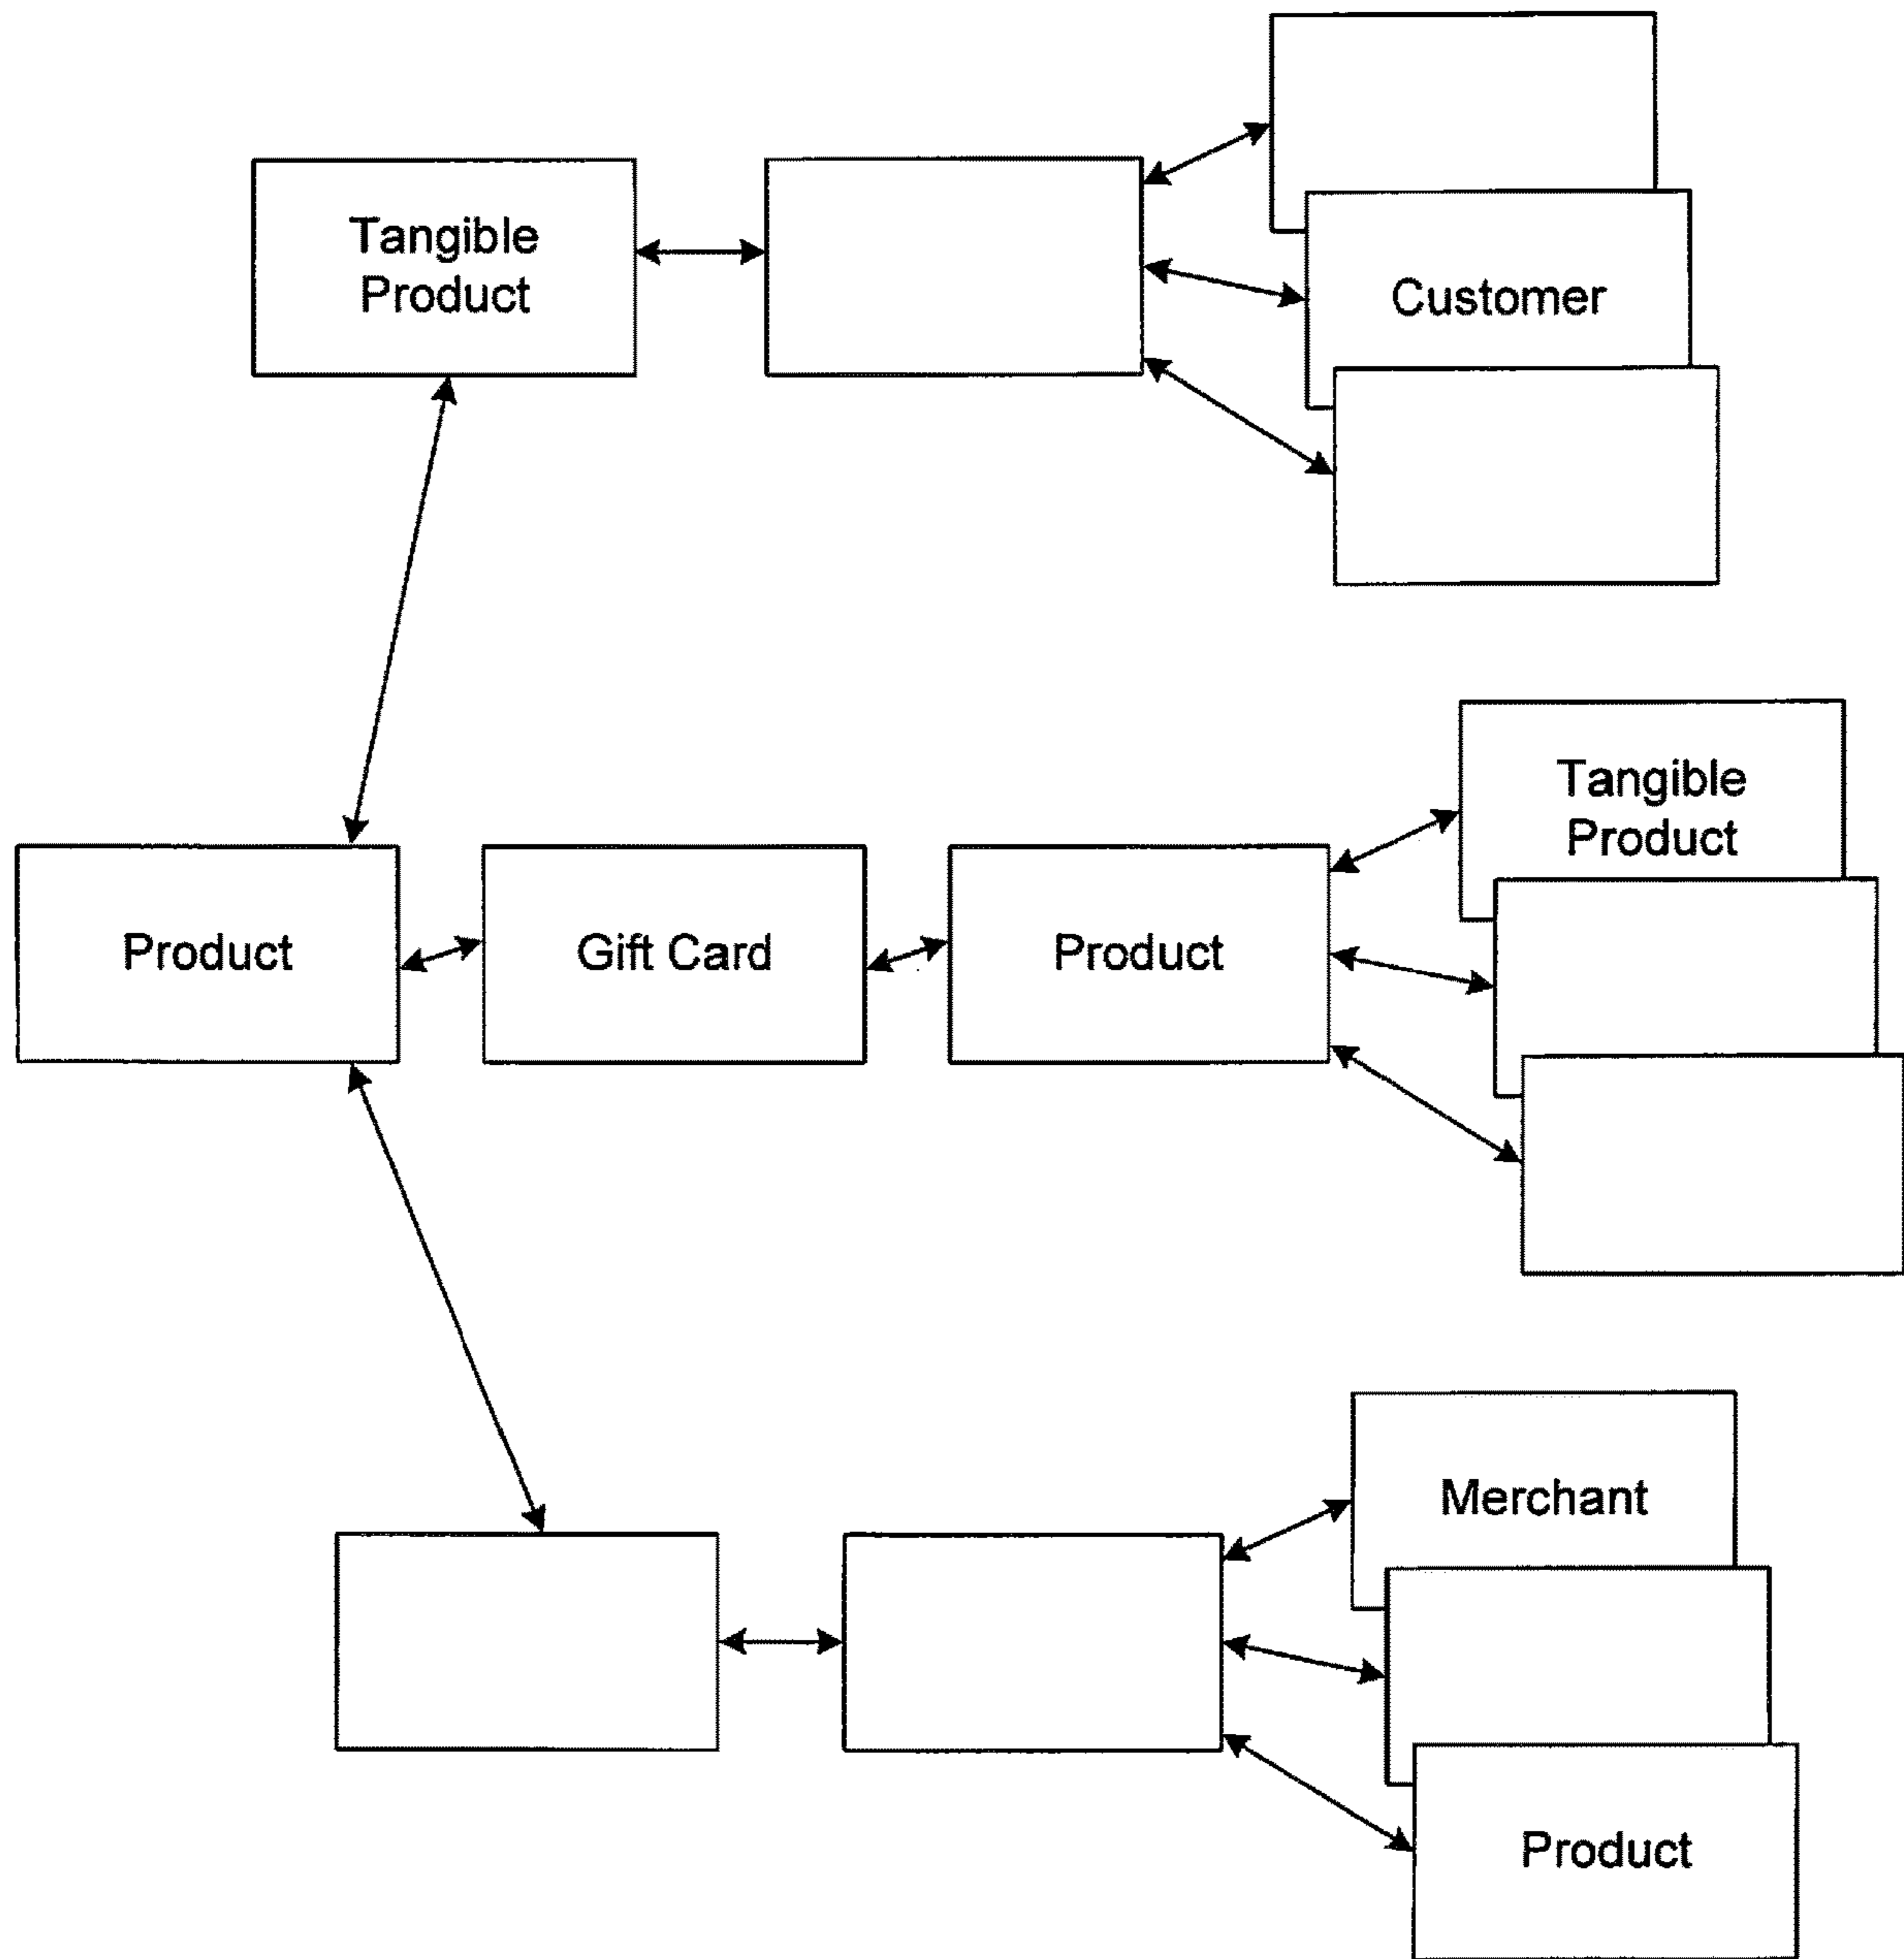 Tangible
Product
Customer
Tangible
Product
Product
Gift Card
Product
Merchant
Product